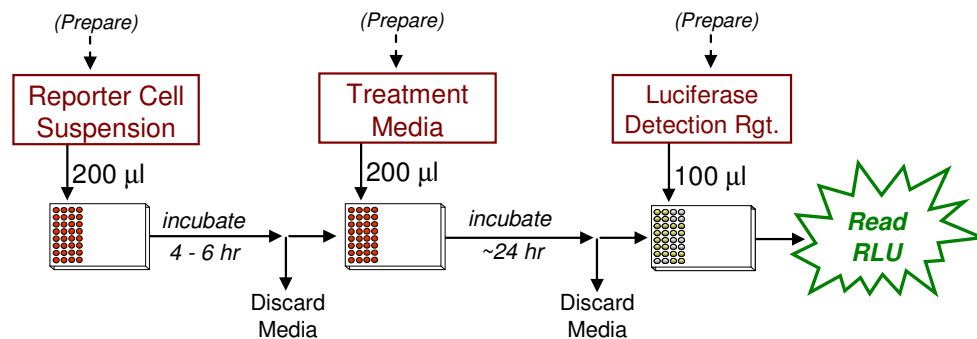 (Prepare)
(Prepare)
(Prepare)
Reporter Cell
Suspension
Treatment
Media
Luciferase
Detection Rgt.
200 µl
200 µl
100 µl
incubate
4 - 6 hr
incubate
~24 hr
Read
RLU
Discard
Media
Discard
Media